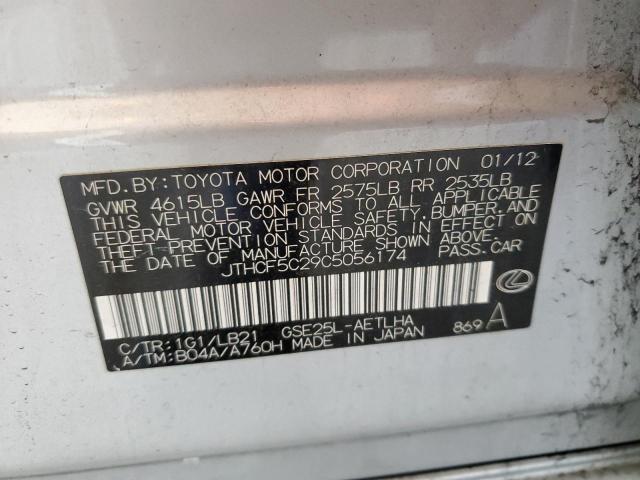 MFD. BY: TOYOTA MOTOR CORPORATION 01/12
GVWR 4615LB GAWR FR 2575LB RR 2535LB
THIS VEHICLE CONFORMS TO ALL APPLICABLE
FEDERAL MOTOR VEHICLE SAFETY, BUMPER, AND
THEFT PREVENTION STANDARDS IN EFFECT ON
THE DATE OF MANUFACTURE SHOWN ABOVE.
JTHCF5C29C5056174 PASS. CAR
C/TR: 1G1/LB21 GSE25L-AETLHA
A/TM: B04A/A760H MADE IN JAPAN 869 A